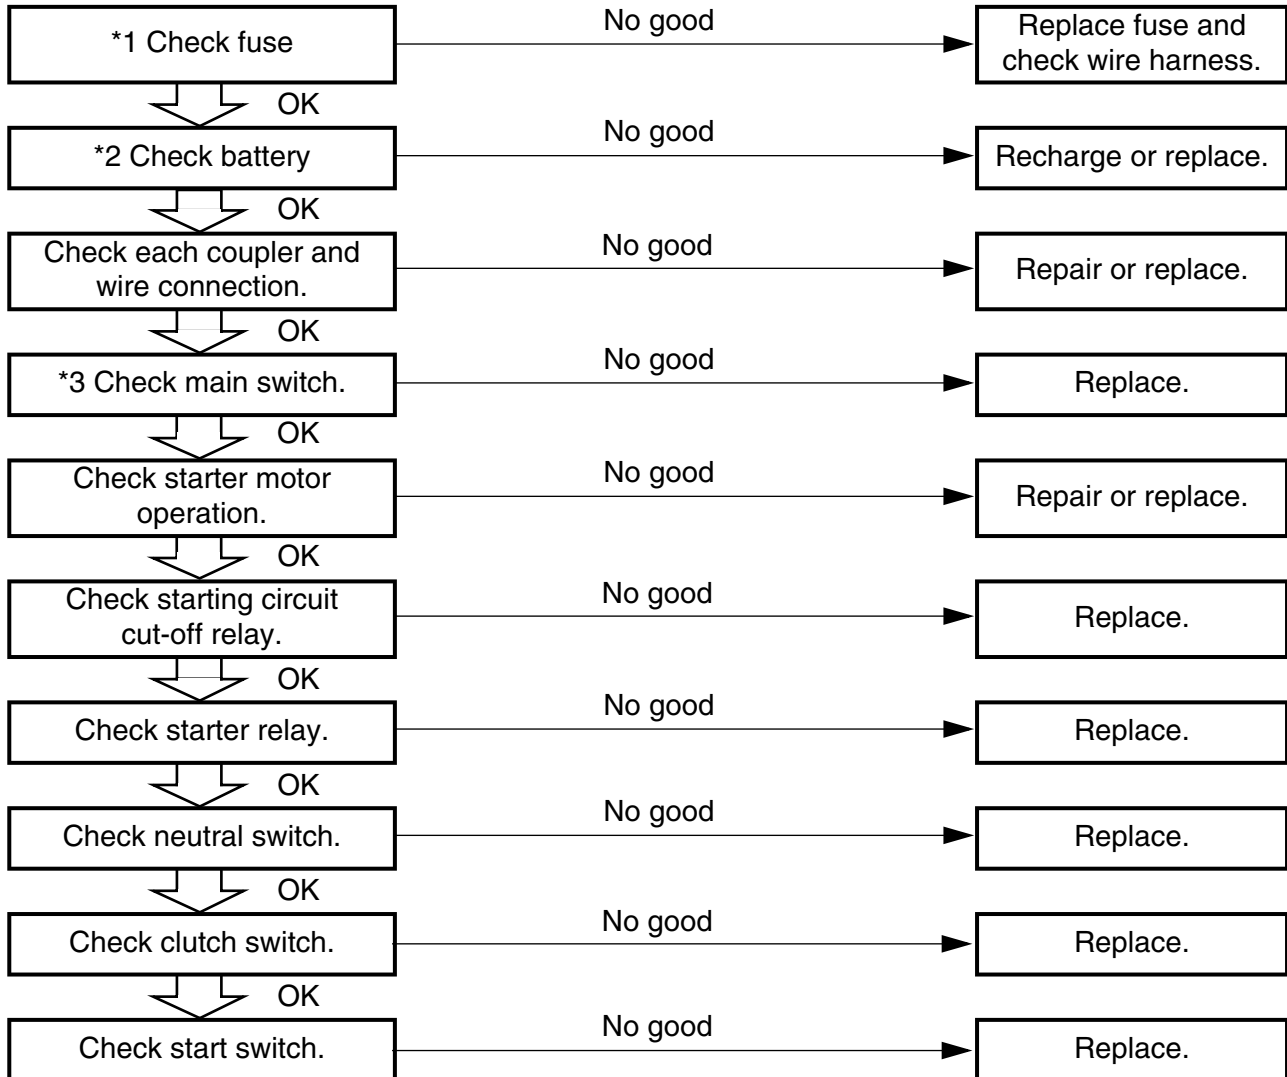 *1 Check fuse
No good
Replace fuse and
check wire harness.
OK
*2 Check battery
No good
Recharge or replace.
OK
Check each coupler and
wire connection.
No good
Repair or replace.
OK
*3 Check main switch.
No good
Replace.
OK
Check starter motor
operation.
No good
Repair or replace.
OK
Check starting circuit
cut-off relay.
No good
Replace.
OK
Check starter relay.
No good
Replace.
OK
Check neutral switch.
No good
Replace.
OK
Check clutch switch.
No good
Replace.
OK
Check start switch.
No good
Replace.